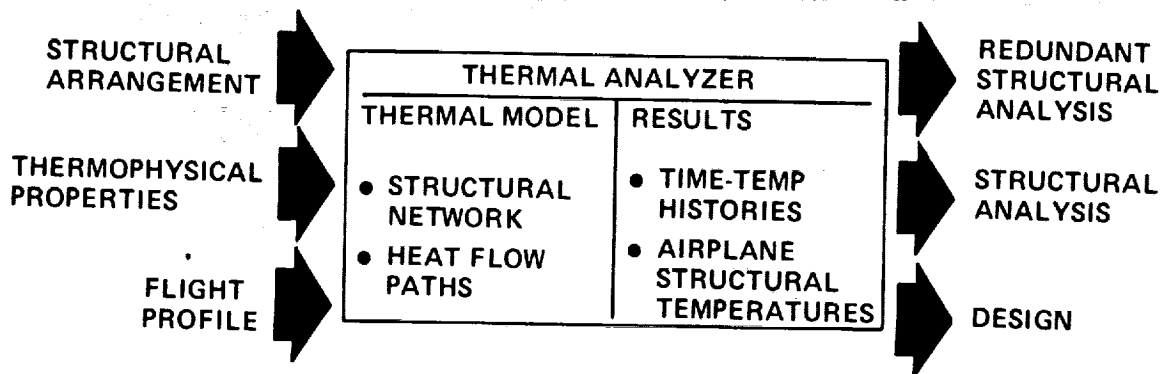 STRUCTURAL
ARRANGEMENT
THERMOPHYSICAL
PROPERTIES
FLIGHT
PROFILE
THERMAL ANALYZER
THERMAL MODEL
● STRUCTURAL
NETWORK
● HEAT FLOW
PATHS
RESULTS
● TIME-TEMP
HISTORIES
● AIRPLANE
STRUCTURAL
TEMPERATURES
REDUNDANT
STRUCTURAL
ANALYSIS
STRUCTURAL
ANALYSIS
DESIGN